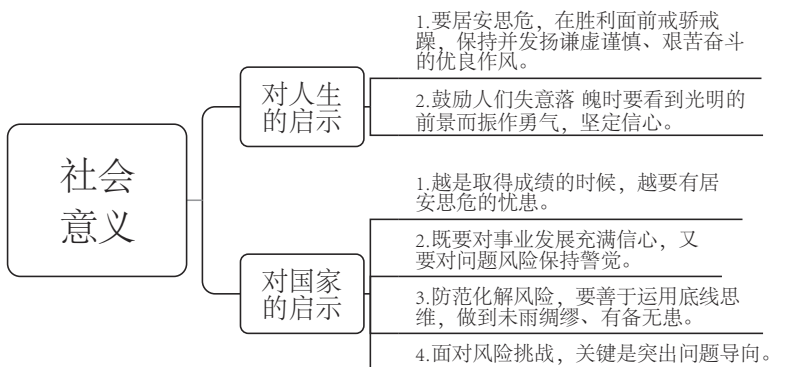 社会
意义
对人生
的启示
1.要居安思危，在胜利面前戒骄戒
躁，保持并发扬谦虚谨慎、艰苦奋斗
的优良作风。
2.鼓励人们失意落 魄时要看到光明的
前景而振作勇气，坚定信心。
对国家
的启示
1.越是取得成绩的时候，越要有居
安思危的忧患。
2.既要对事业发展充满信心，又
要对问题风险保持警觉。
3.防范化解风险，要善于运用底线思
维，做到未雨绸缪、有备无患。
4.面对风险挑战，关键是突出问题导向。